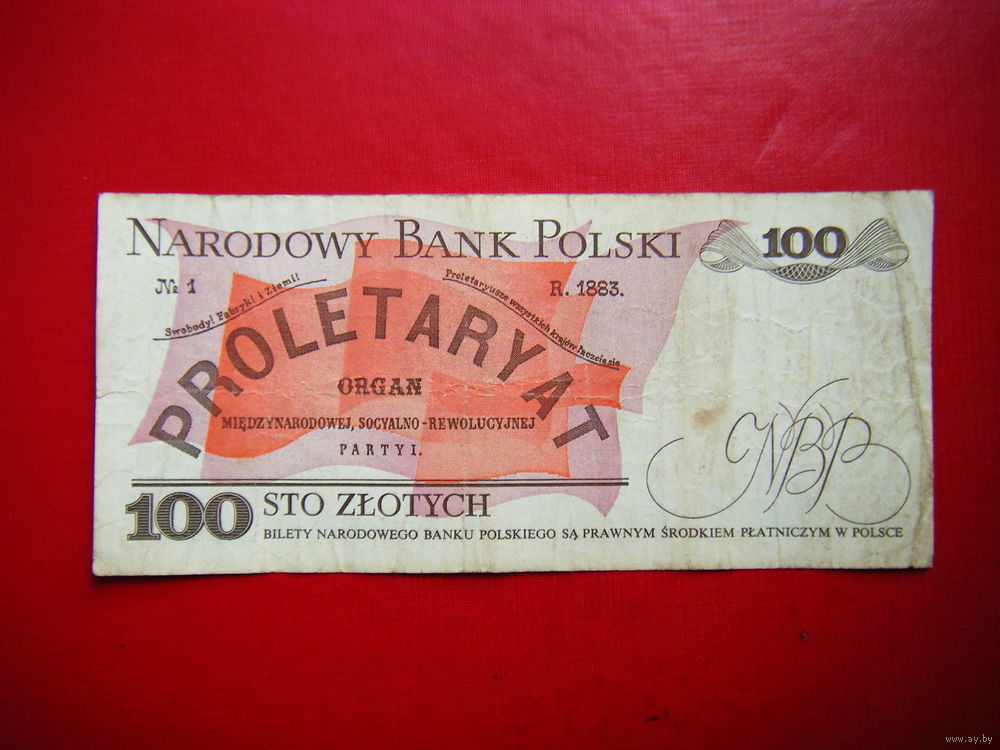 NARODOWY BANK POLSKI 100
№ 1
R. 1883.
Swobody! Fabryk! i Ziemi!
Proletaryusze wszystkich krajów łączcie się
PROLETARYAT
ORGAN
MIĘDZYNARODOWEJ, SOCYALNO-REWOLUCYJNEJ
PARTYI.
NBP
100 STO ZŁOTYCH
BILETY NARODOWEGO BANKU POLSKIEGO SĄ PRAWNYM ŚRODKIEM PŁATNICZYM W POLSCE
www.ay.by